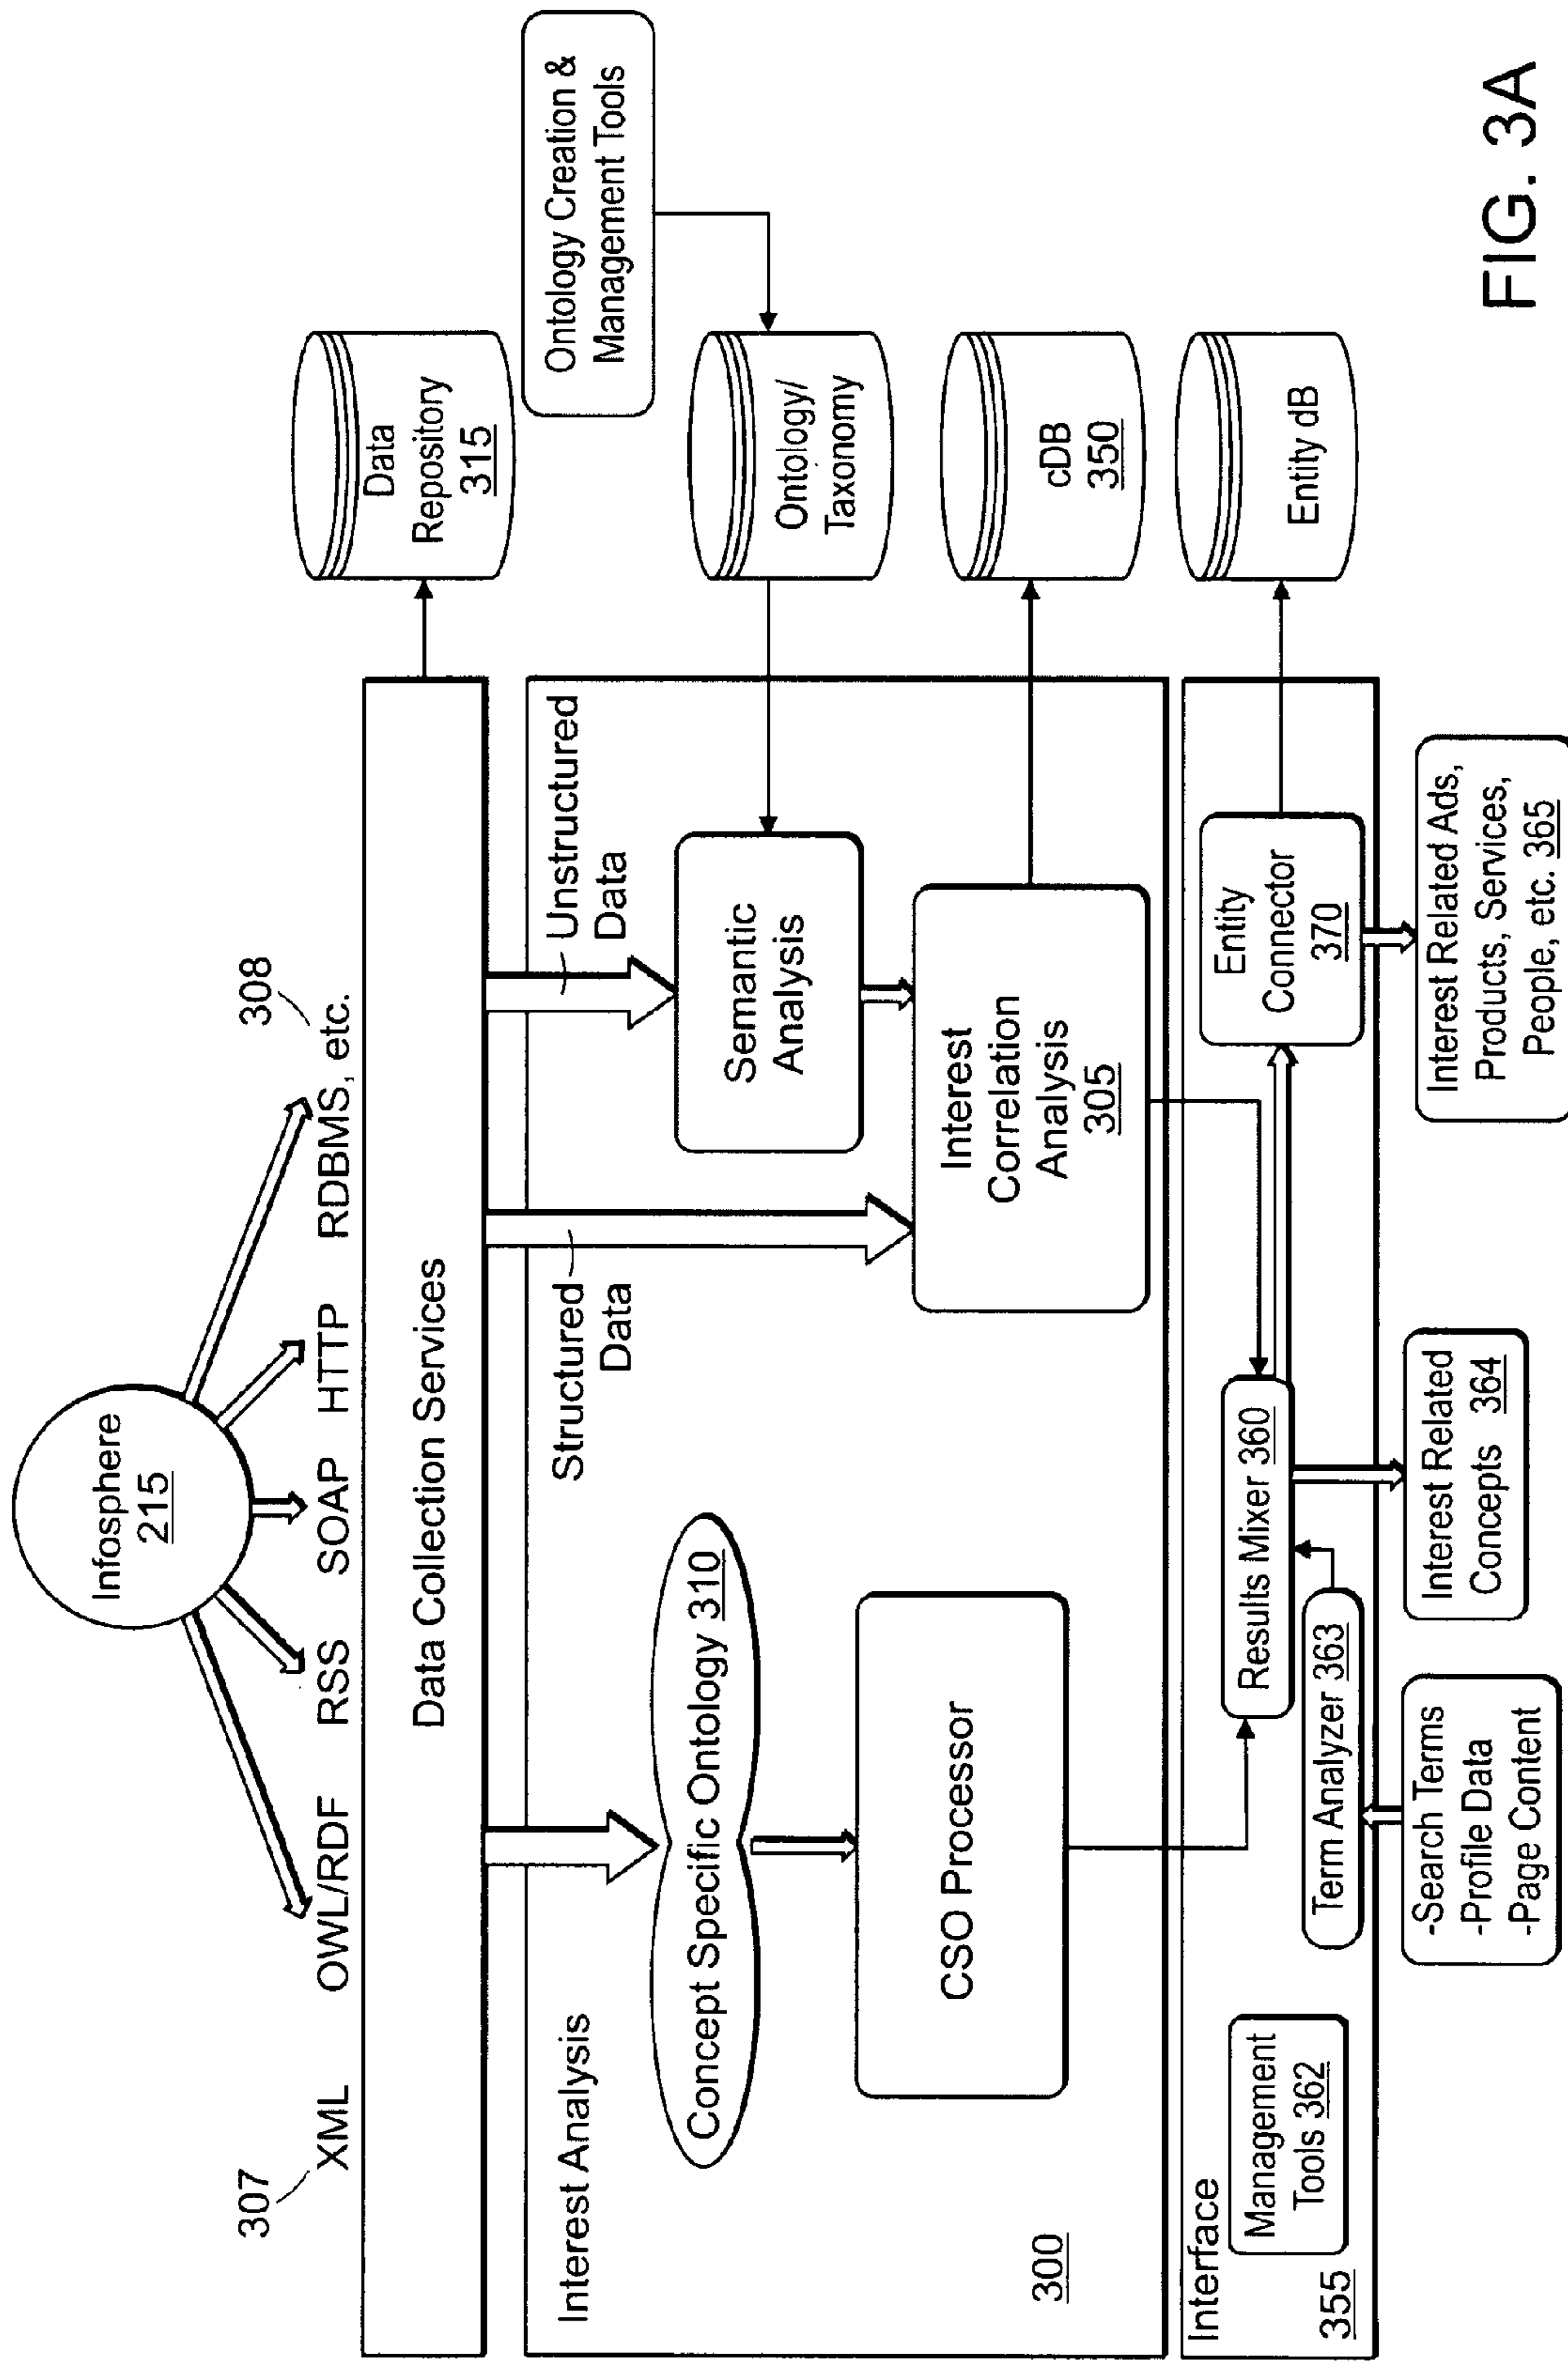 Infosphere
215
307
308
XML
OWL/RDF
RSS
SOAP
HTTP
RDBMS, etc.
Data Collection Services
Data
Repository
315
Ontology Creation &
Management Tools
Interest Analysis
Structured
Data
Unstructured
Data
Concept Specific Ontology 310
Semantic
Analysis
Ontology/
Taxonomy
CSO Processor
Interest
Correlation
Analysis
305
cDB
350
300
Interface
Management
Tools 362
355
Results Mixer 360
Term Analyzer 363
Entity
Connector
370
Entity dB
-Search Terms
-Profile Data
-Page Content
Interest Related
Concepts 364
Interest Related Ads,
Products, Services,
People, etc. 365
FIG. 3A